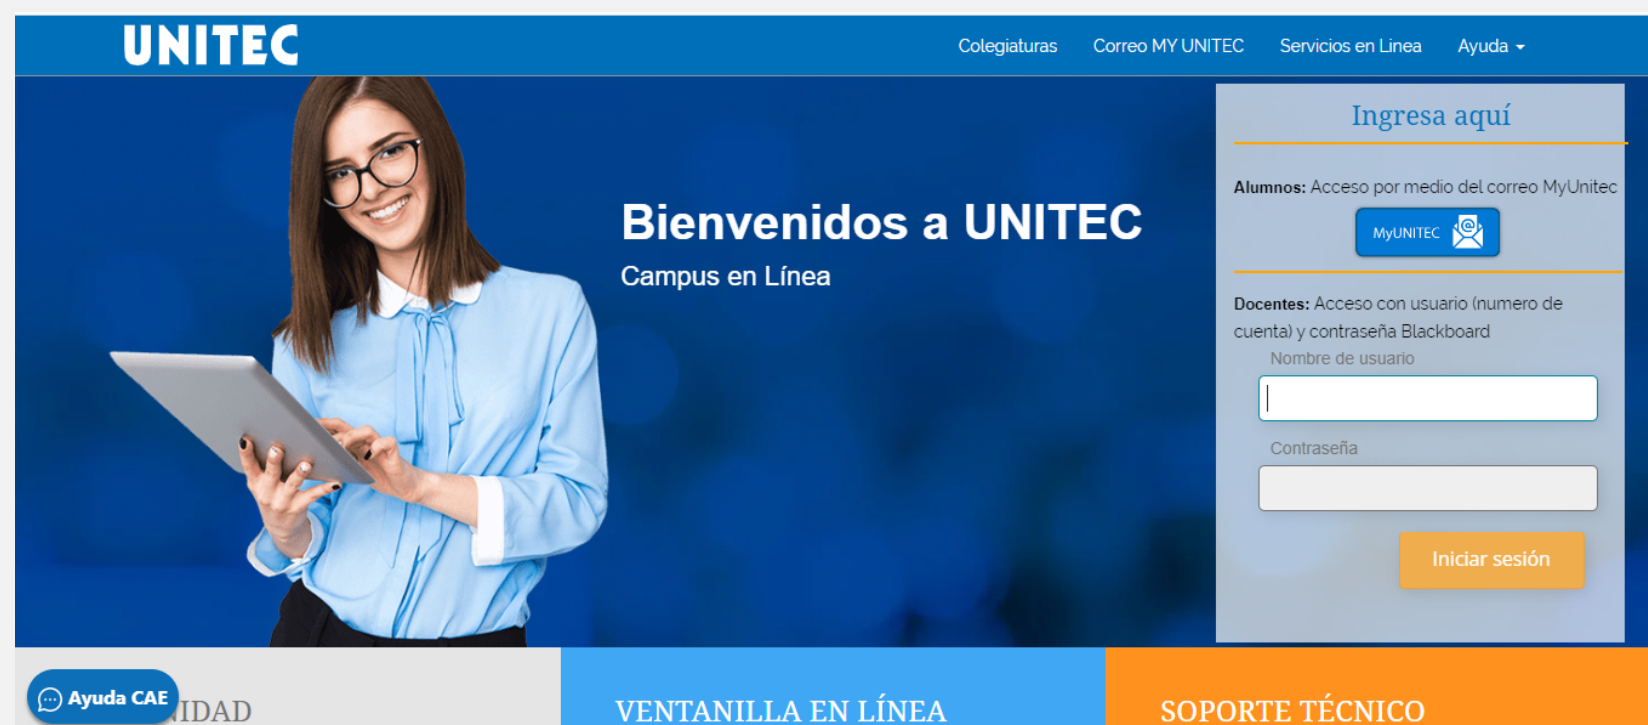 UNITEC
Colegiaturas
Correo MY UNITEC
Servicios en Linea
Ayuda
Bienvenidos a UNITEC
Campus en Línea
Ingresa aquí
Alumnos: Acceso por medio del correo MyUnitec
MyUNITEC
Docentes: Acceso con usuario (numero de
cuenta) y contraseña Blackboard
Nombre de usuario
Contraseña
Iniciar sesión
Ayuda CAE
VENTANILLA EN LÍNEA
SOPORTE TÉCNICO